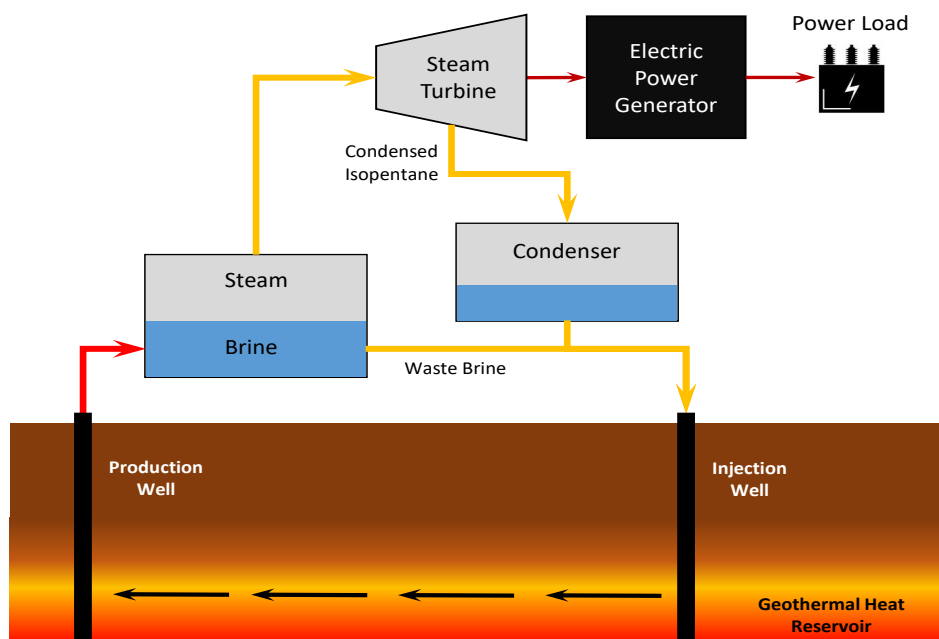 Power Load
Steam
Turbine
Electric
Power
Generator
Condensed
Isopentane
Condenser
Steam
Brine
Waste Brine
Production
Well
Injection
Well
Geothermal Heat
Reservoir